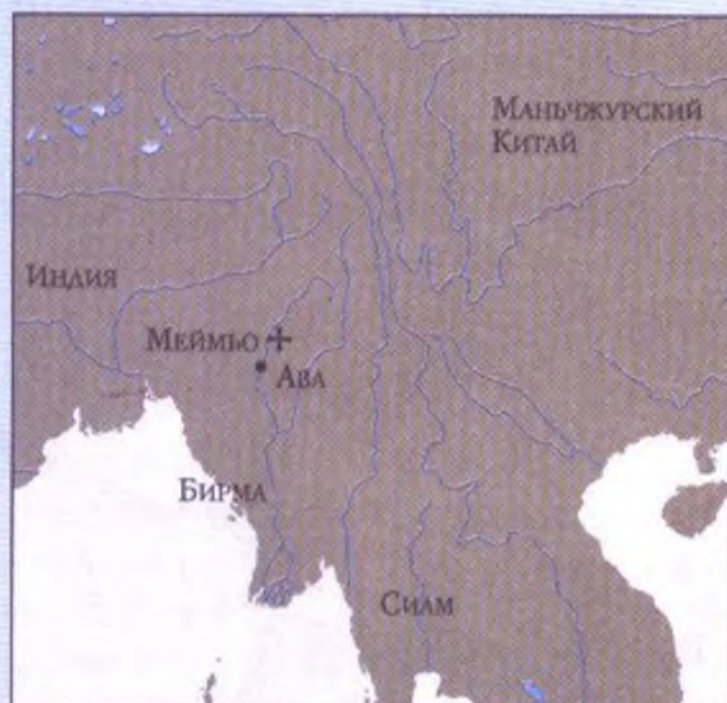 Маньчжурский
Китай
Индия
Меймьо
Ава
Бирма
Сиам